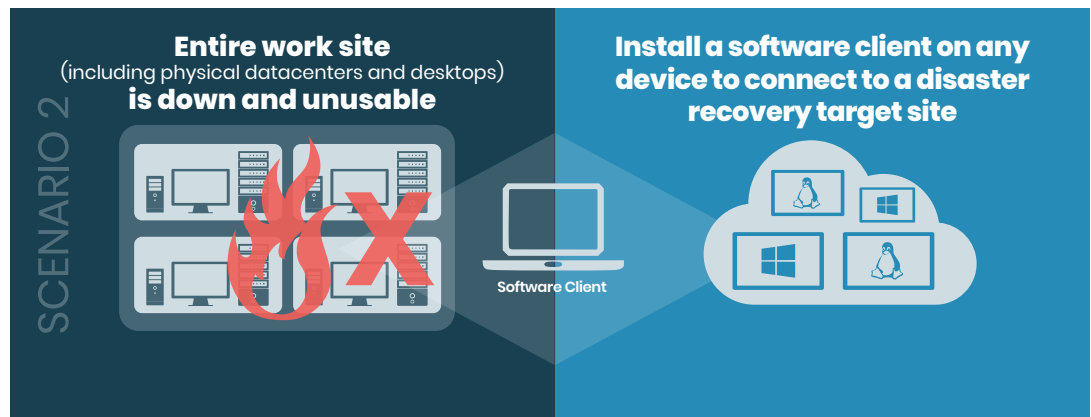 SCENARIO 2
Entire work site
(including physical datacenters and desktops)
is down and unusable
Install a software client on any
device to connect to a disaster
recovery target site
Software Client